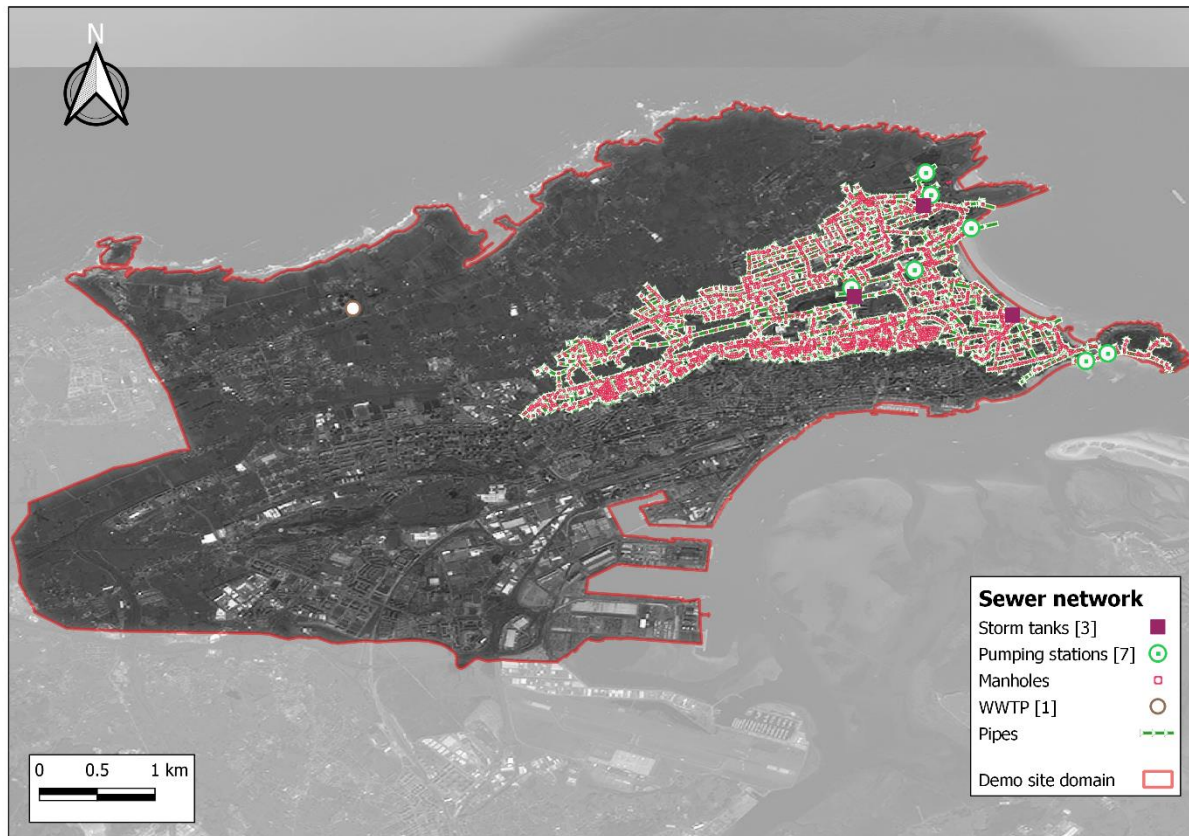 N
Sewer network
Storm tanks [3]
Pumping stations [7]
Manholes
WWTP [1]
Pipes
Demo site domain
0 0.5 1 km